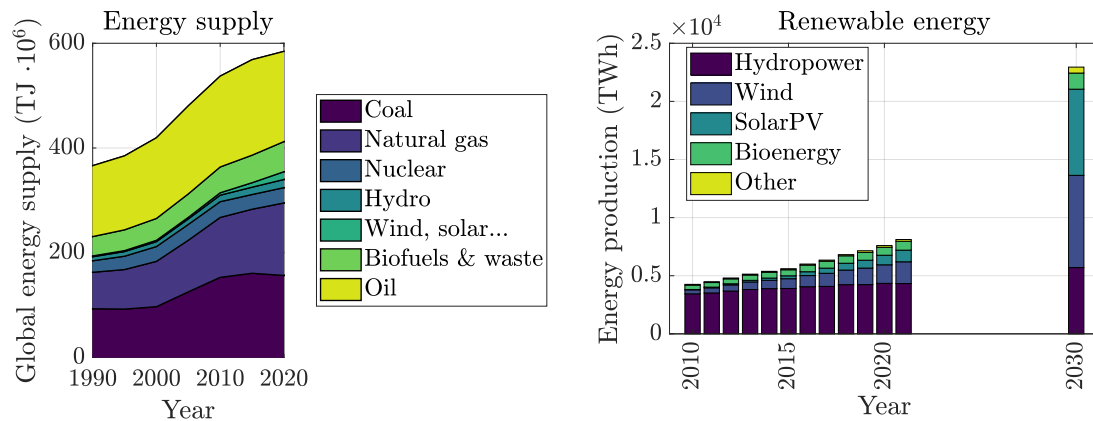 Energy supply
Global energy supply (TJ ·10⁶)
600
400
200
0
1990 2000 2010 2020
Year
Coal
Natural gas
Nuclear
Hydro
Wind, solar...
Biofuels & waste
Oil
Renewable energy
×10⁴
Energy production (TWh)
2.5
2
1.5
1
0.5
0
Hydropower
Wind
SolarPV
Bioenergy
Other
2010 2015 2020 2030
Year